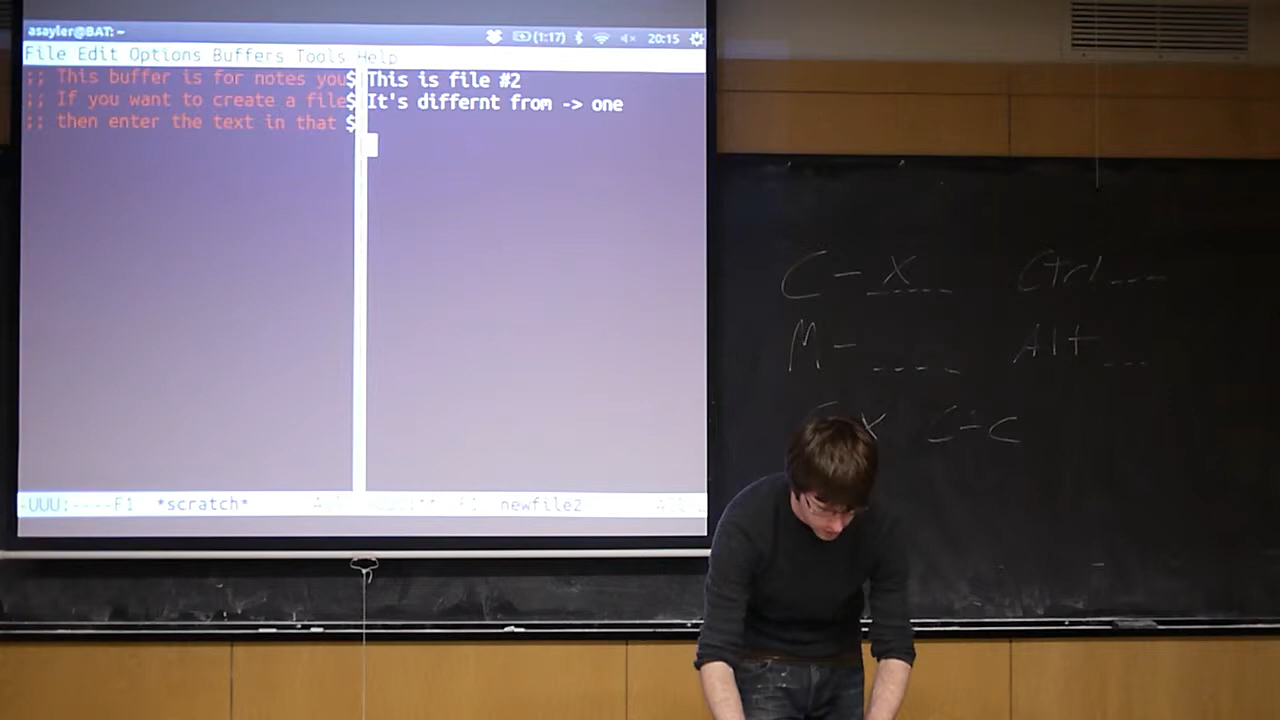 asayler@BAT: ~ (1:17) 20:15
File Edit Options Buffers Tools Help
;; This buffer is for notes you$
;; If you want to create a file$
;; then enter the text in that $
This is file #2
It's differnt from -> one
-UUU:----F1 *scratch*
F1 newfile2
C - X Ctrl
M - Alt
X C - C